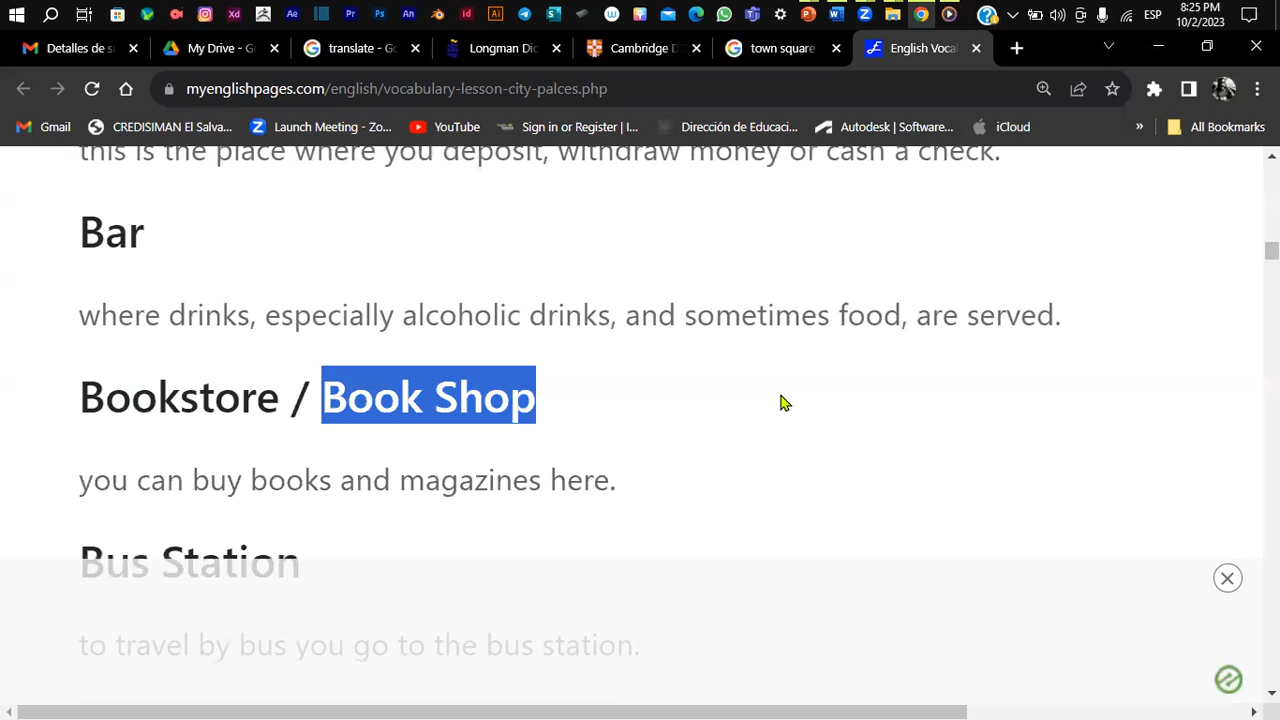 8:25 PM
ESP
10/2/2023
Detalles de s
My Drive - G
translate - Go
Longman Dic
Cambridge D
town square
English Voca
myenglishpages.com/english/vocabulary-lesson-city-palces.php
Gmail
CREDISIMAN El Salva...
Launch Meeting - Zo...
YouTube
Sign in or Register | I...
Dirección de Educaci...
Autodesk | Software...
iCloud
»
All Bookmarks
this is the place where you deposit, withdraw money or cash a check.
Bar
where drinks, especially alcoholic drinks, and sometimes food, are served.
Bookstore / Book Shop
you can buy books and magazines here.
Bus Station
to travel by bus you go to the bus station.